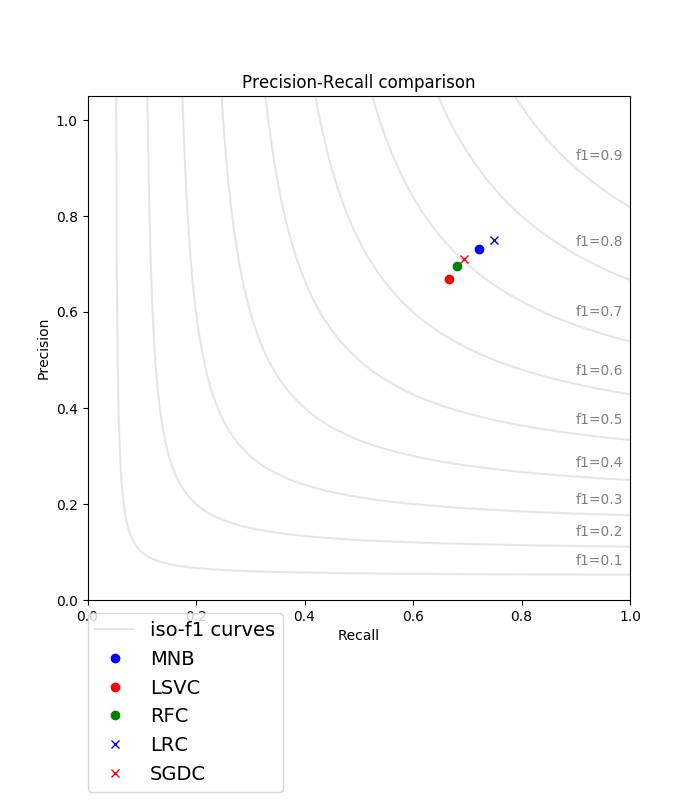 Precision-Recall comparison
1.0
0.8
0.6
0.4
0.2
0.0
Precision
f1=0.9
f1=0.8
f1=0.7
f1=0.6
f1=0.5
f1=0.4
f1=0.3
f1=0.2
f1=0.1
0.0 0.2 0.4 0.6 0.8 1.0
Recall
iso-f1 curves
MNB
LSVC
RFC
LRC
SGDC